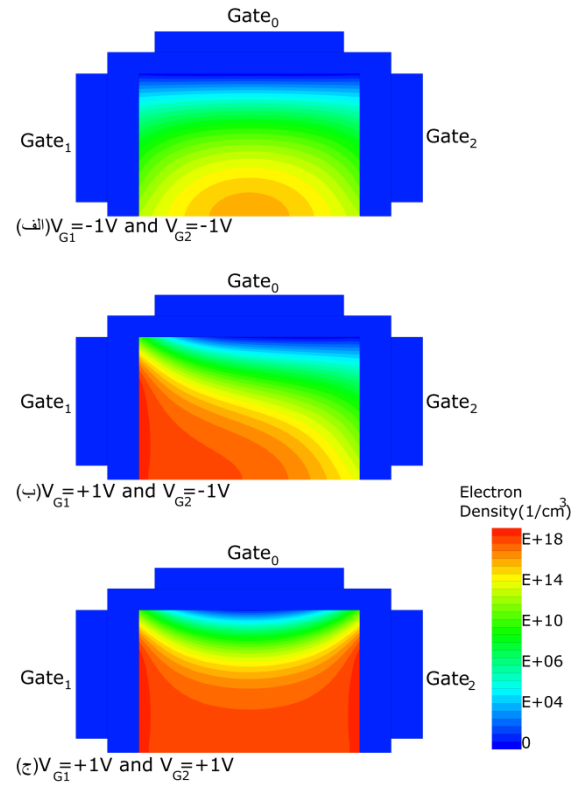 Gate0
Gate1
Gate2
(الف)VG1=-1V and VG2=-1V
Gate0
Gate1
Gate2
(ب)VG1=+1V and VG2=-1V
Electron
Density(1/cm3)
E+18
E+14
E+10
E+06
E+04
0
Gate0
Gate1
Gate2
(ج)VG1=+1V and VG2=+1V